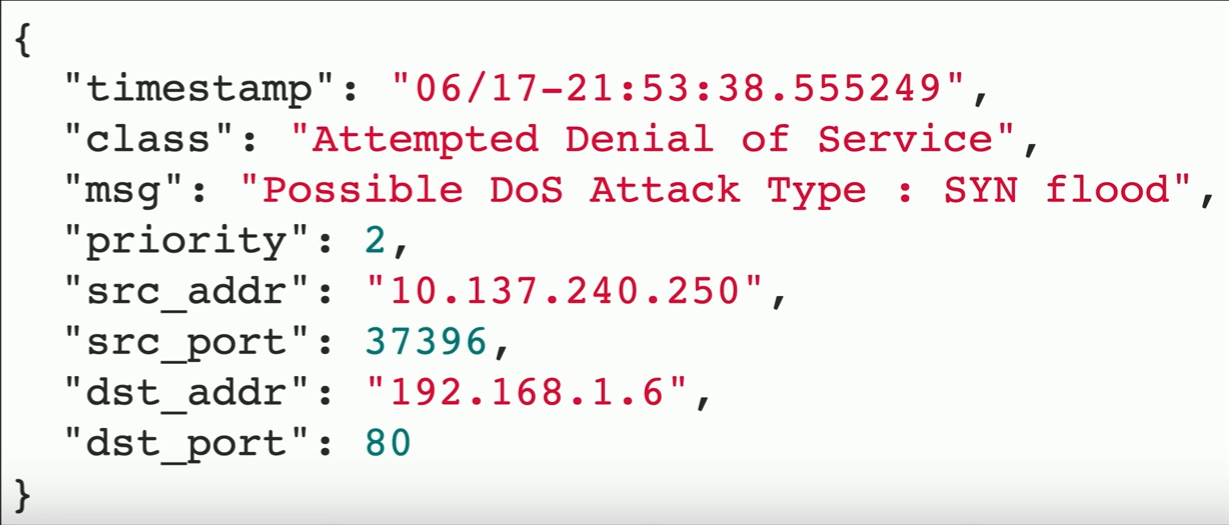 {
"timestamp": "06/17-21:53:38.555249",
"class": "Attempted Denial of Service",
"msg": "Possible DoS Attack Type : SYN flood",
"priority": 2,
"src_addr": "10.137.240.250",
"src_port": 37396,
"dst_addr": "192.168.1.6",
"dst_port": 80
}